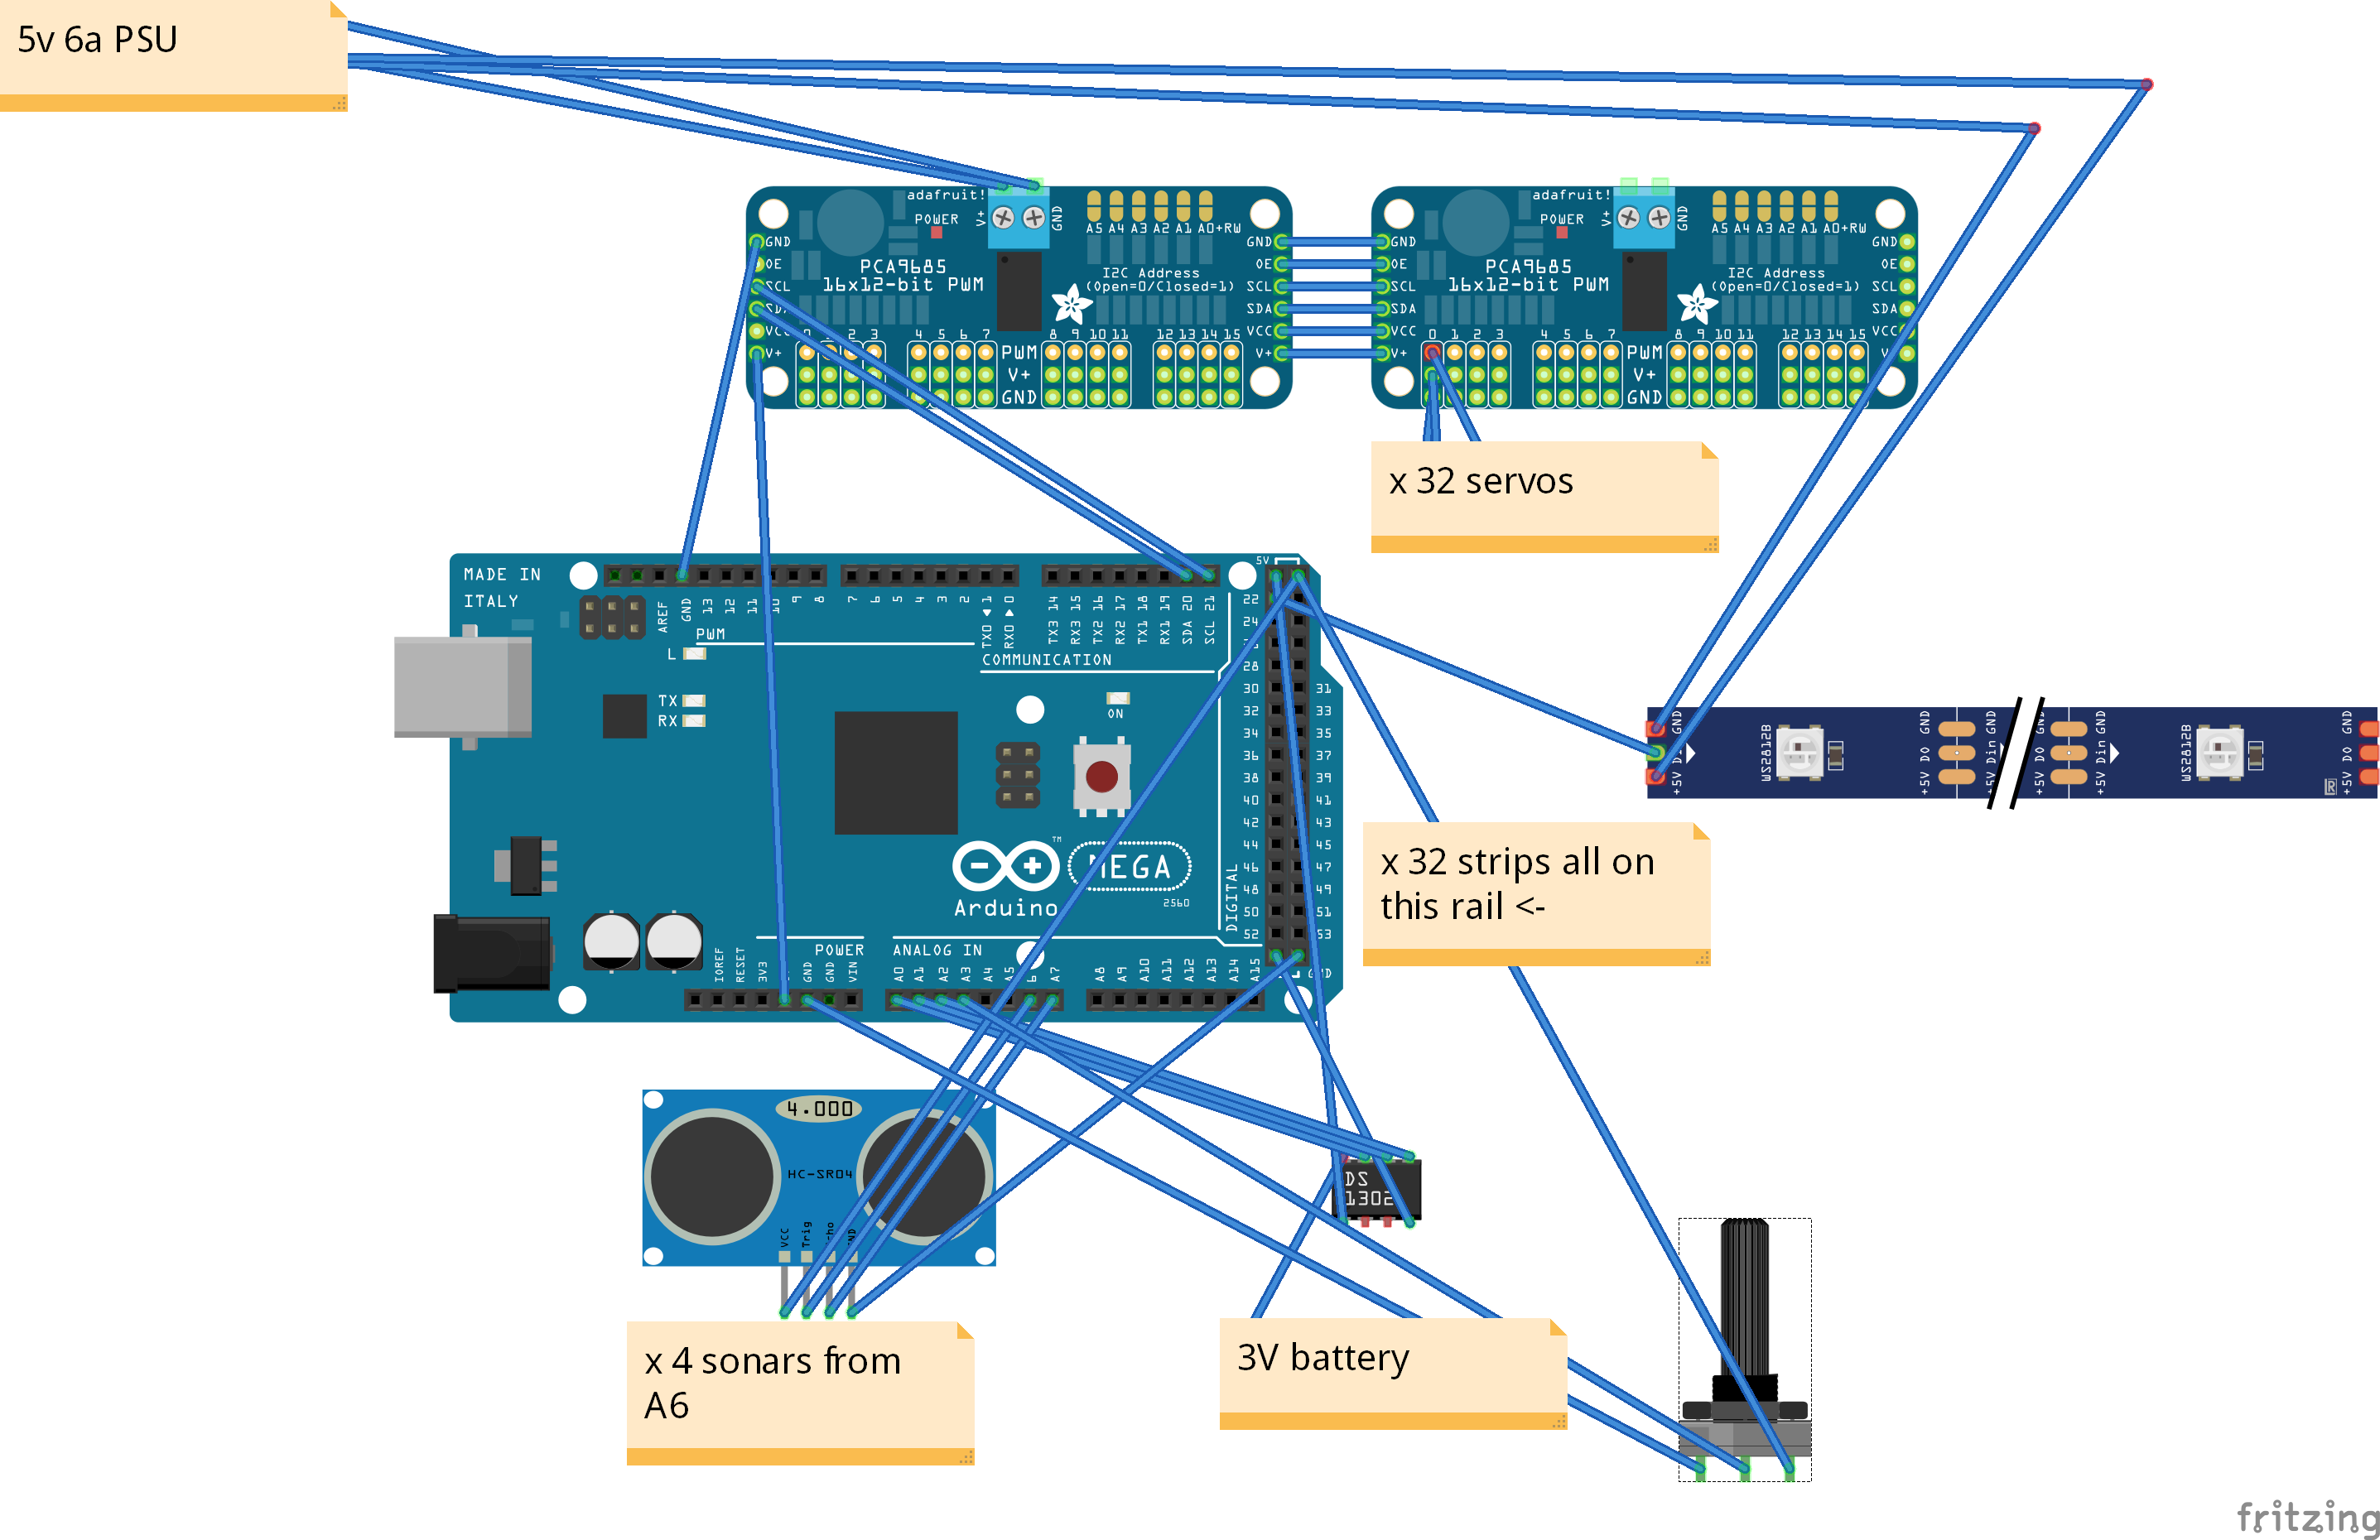 5v 6a PSU
adafruit!
POWER
V+
GND
A5 A4 A3 A2 A1 A0+RW
GND
OE
SCL
SDA
V+
PCA9685
16x12-bit PWM
I2C Address
(Open=0/Closed=1)
GND
OE
SCL
SDA
VCC
V+
2 3 4 5 6 7 8 9 10 11 12 13 14 15
PWM
V+
GND
adafruit!
POWER
V+
GND
A5 A4 A3 A2 A1 A0+RW
GND
OE
SCL
SDA
VCC
V+
PCA9685
16x12-bit PWM
I2C Address
(Open=0/Closed=1)
GND
OE
SCL
SDA
VCC
0 1 2 3 4 5 6 7 8 9 10 11 12 13 14 15
PWM
V+
GND
x 32 servos
MADE IN
ITALY
AREF
GND
13
12
11
10
9
8
7
6
5
4
3
2
TX0 1
RX0 0
TX3 14
RX3 15
TX2 16
RX2 17
TX1 18
RX1 19
SDA 20
SCL 21
5V
PWM
L
COMMUNICATION
TX
RX
ON
22
24
28
30 31
32 33
34 35
36 37
38 39
40 41
42 43
44 45
46 47
48 49
50 51
52 53
DIGITAL
GND
MEGA
2560
TM
Arduino
POWER
ANALOG IN
IOREF
RESET
3V3
GND
GND
VIN
A0
A1
A2
A3
A4
A5
A7
A8
A9
A10
A11
A12
A13
A14
A15
GND
+5V
WS2812B
GND
DO
+5V
GND
Din
+5V
DO
+5V
GND
Din
+5V
WS2812B
GND
DO
+5V
x 32 strips all on
this rail <-
4.000
HC-SR04
VCC
Trig
DS
1302
x 4 sonars from
A6
3V battery
fritzing